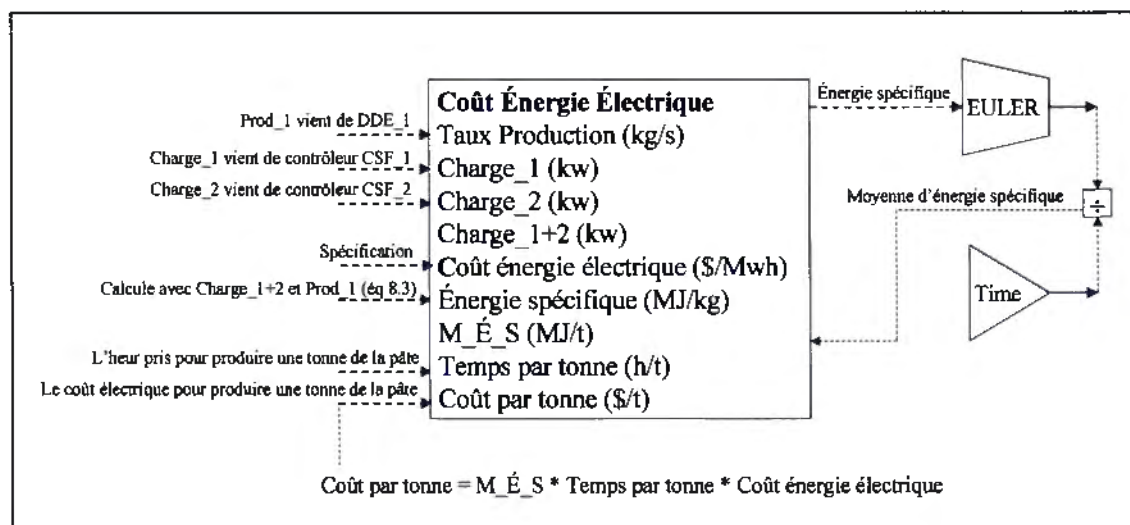 Coût Énergie Électrique
Prod_1 vient de DDE_1
Taux Production (kg/s)
Charge_1 vient de contrôleur CSF_1
Charge_1 (kw)
Charge_2 vient de contrôleur CSF_2
Charge_2 (kw)
Charge_1+2 (kw)
Spécification
Coût énergie électrique ($/Mwh)
Calcule avec Charge_1+2 et Prod_1 (éq 8.3)
Énergie spécifique (MJ/kg)
M_É_S (MJ/t)
L'heur pris pour produire une tonne de la pâte
Temps par tonne (h/t)
Le coût électrique pour produire une tonne de la pâte
Coût par tonne ($/t)
Énergie spécifique
EULER
Moyenne d'énergie spécifique
÷
Time
Coût par tonne = M_É_S * Temps par tonne * Coût énergie électrique